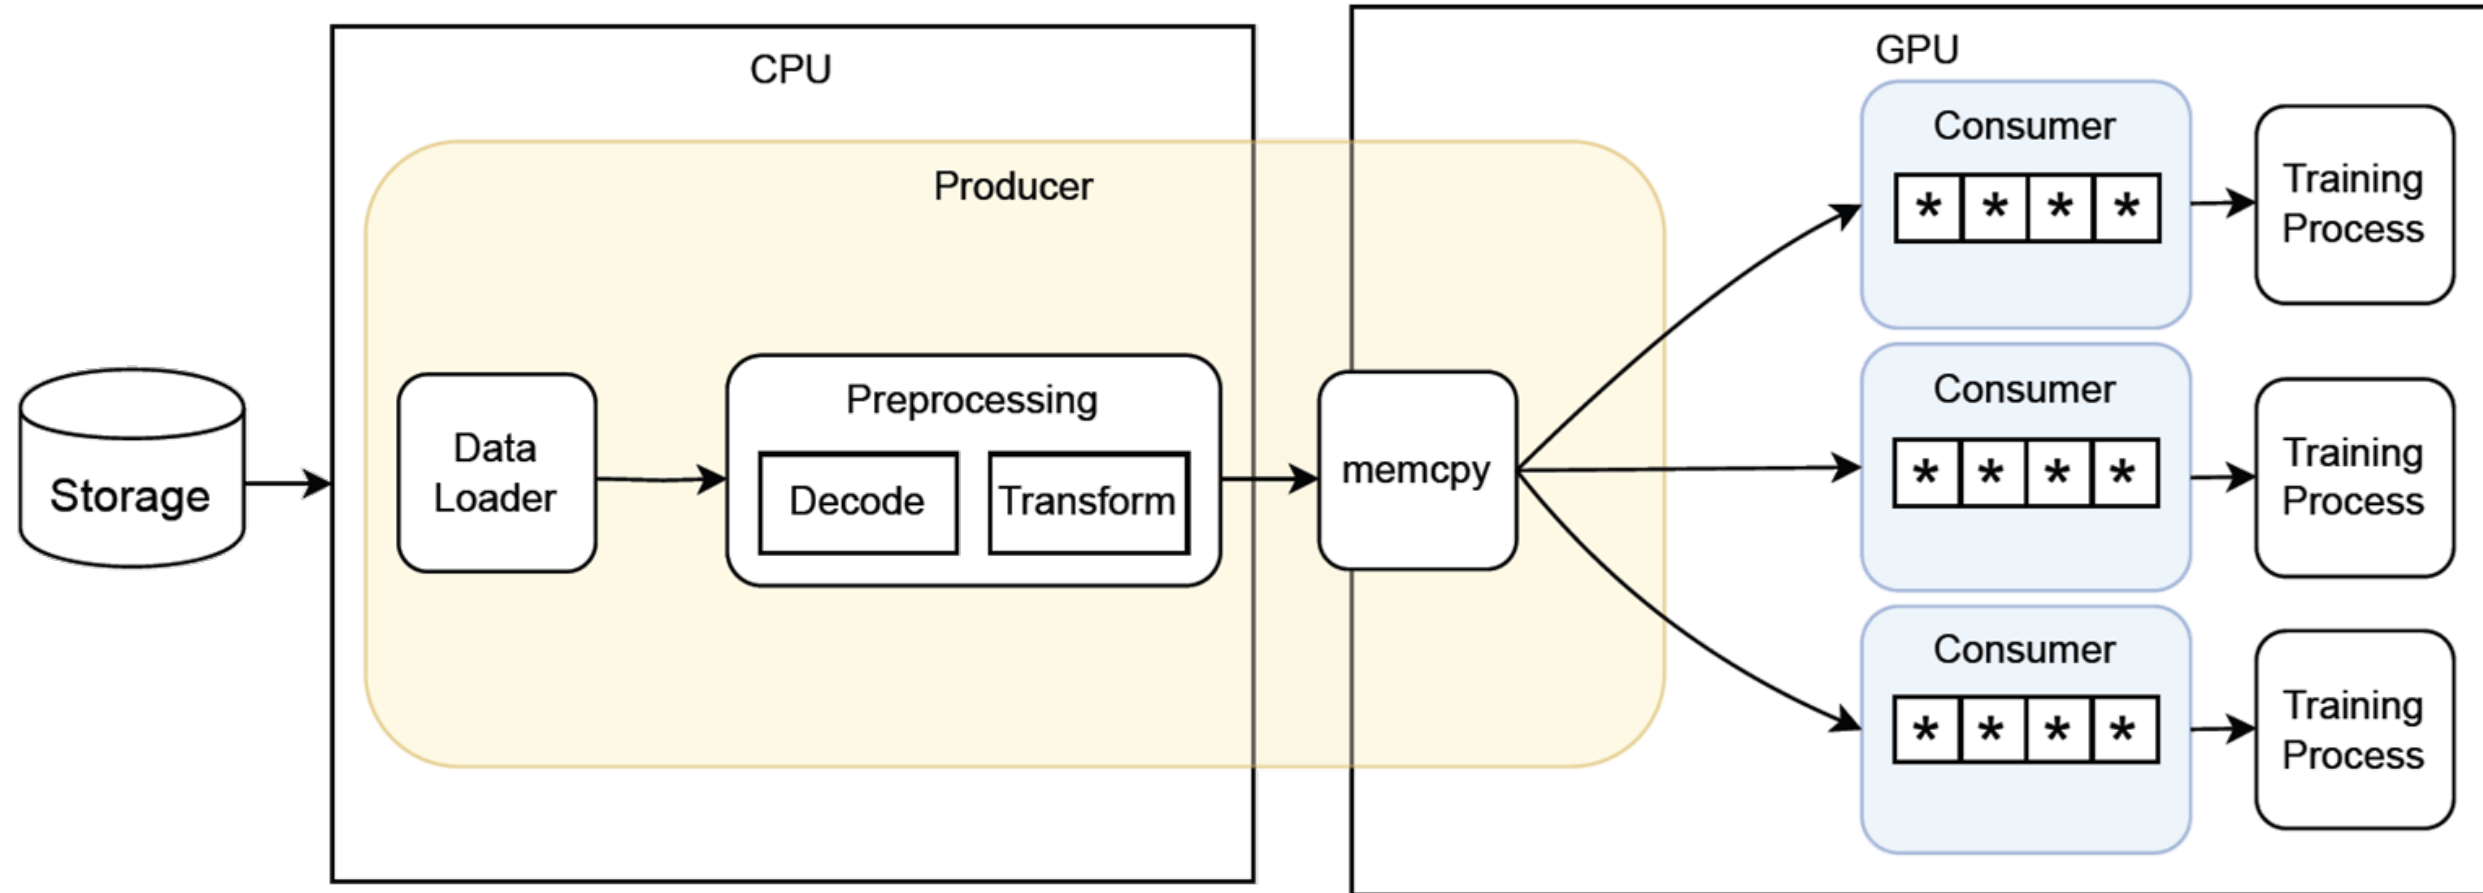 CPU
GPU
Producer
Storage
Data
Loader
Preprocessing
Decode
Transform
memcpy
Consumer
* * * *
Training
Process
Consumer
* * * *
Training
Process
Consumer
* * * *
Training
Process